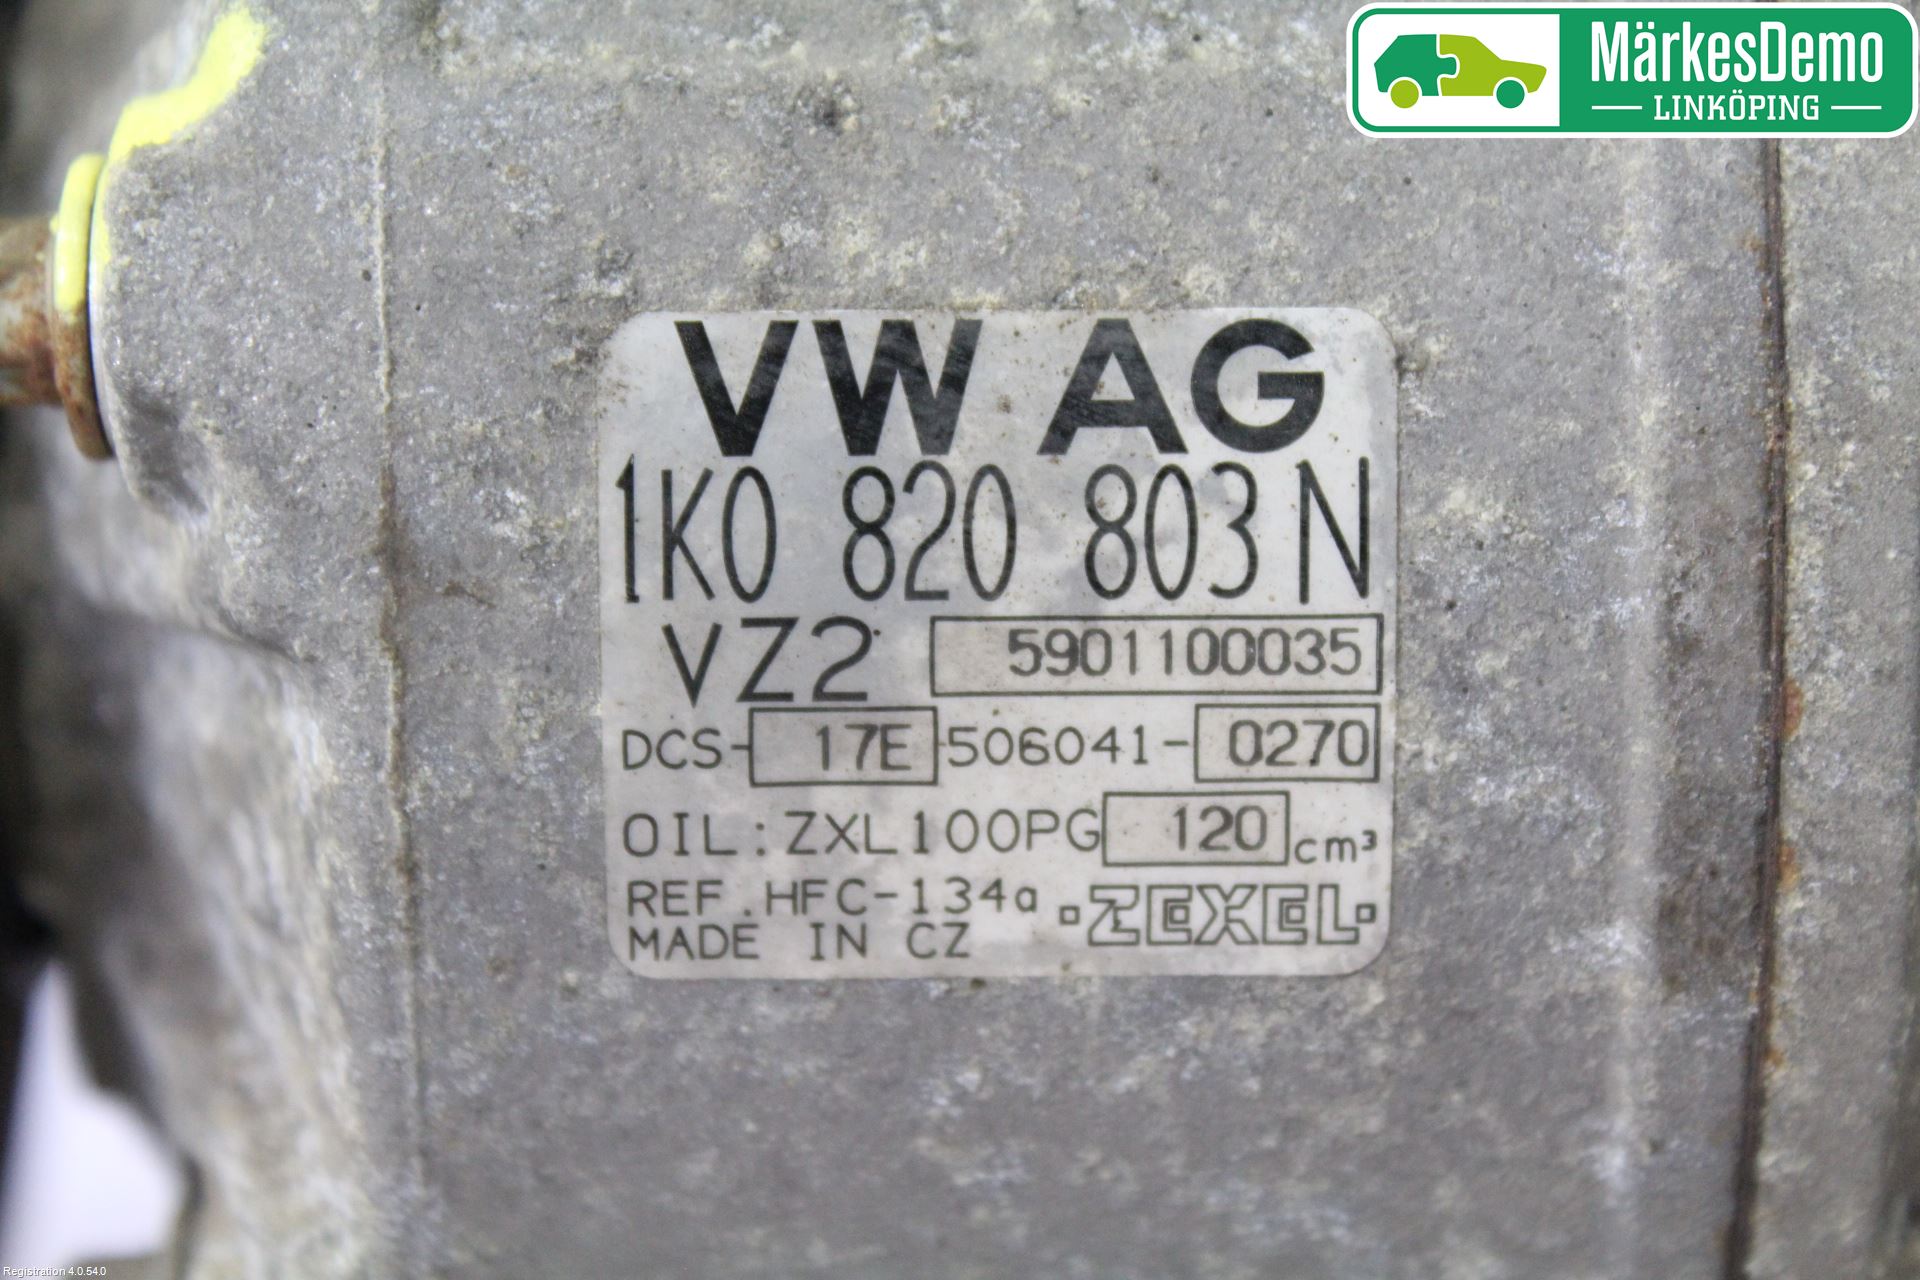 MärkesDemo
LINKÖPING
VW AG
1K0 820 803 N
VZ2 5901100035
DCS-17E-506041-0270
OIL:ZXL100PG 120 cm³
REF.HFC-134a ZEXEL
MADE IN CZ
Registration 4.0.54.0